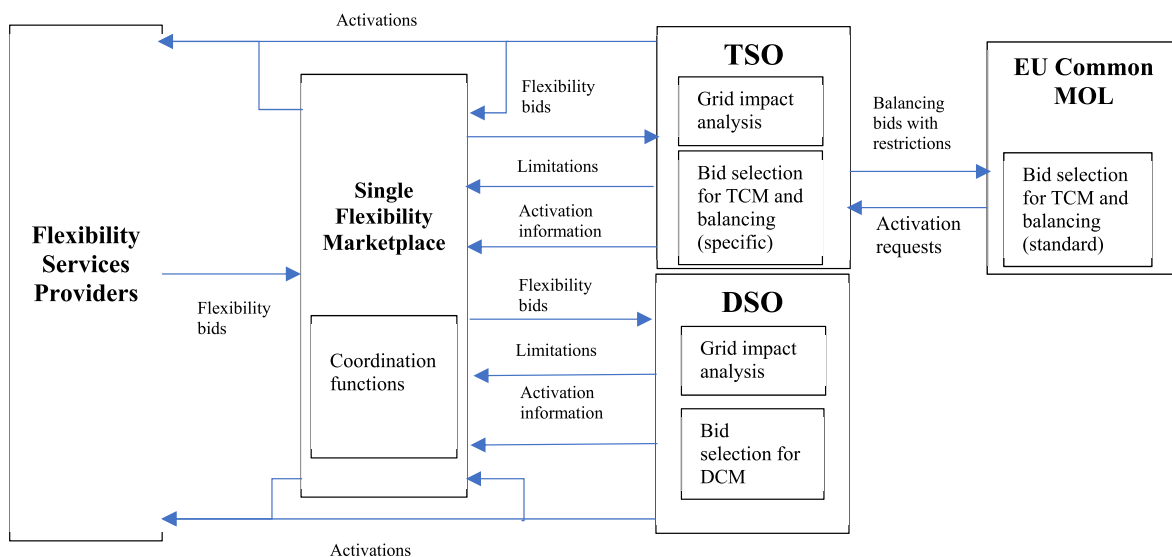 Activations
Flexibility
Services
Providers
Flexibility
bids
Single
Flexibility
Marketplace
Coordination
functions
Flexibility
bids
Limitations
Activation
information
Flexibility
bids
Limitations
Activation
information
Activations
TSO
Grid impact
analysis
Bid selection
for TCM and
balancing
(specific)
DSO
Grid impact
analysis
Bid
selection for
DCM
Balancing
bids with
restrictions
Activation
requests
EU Common
MOL
Bid selection
for TCM and
balancing
(standard)